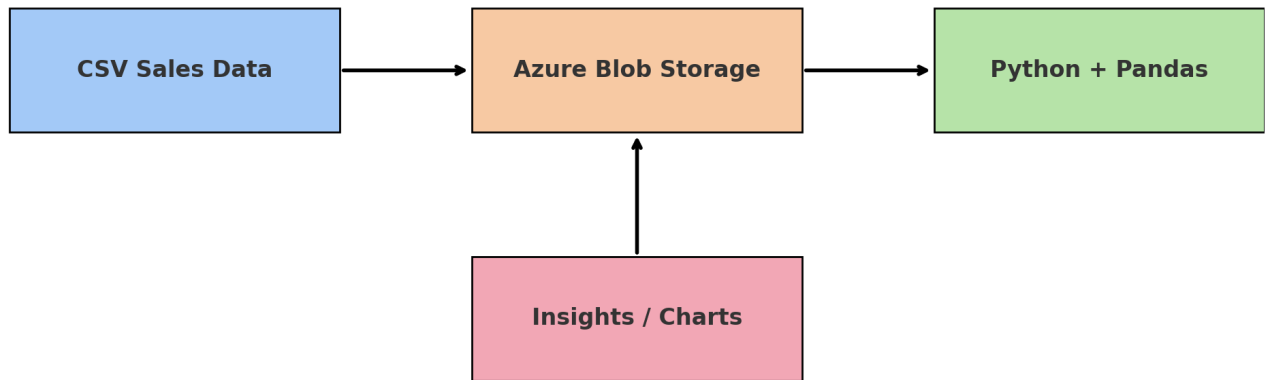 CSV Sales Data
Azure Blob Storage
Python + Pandas
Insights / Charts